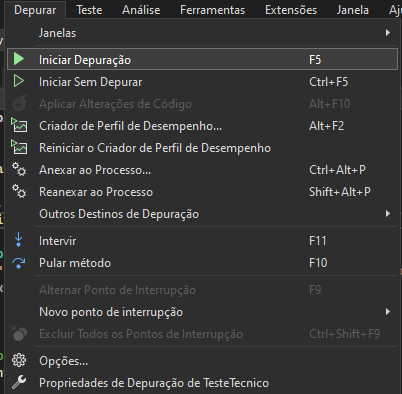 Depurar Teste Análise Ferramentas Extensões Janela Aj
Janelas
Iniciar Depuração F5
Iniciar Sem Depurar Ctrl+F5
Aplicar Alterações de Código Alt+F10
Criador de Perfil de Desempenho... Alt+F2
Reiniciar o Criador de Perfil de Desempenho
Anexar ao Processo... Ctrl+Alt+P
Reanexar ao Processo Shift+Alt+P
Outros Destinos de Depuração
Intervir F11
Pular método F10
Alternar Ponto de Interrupção F9
Novo ponto de interrupção
Excluir Todos os Pontos de Interrupção Ctrl+Shift+F9
Opções...
Propriedades de Depuração de TesteTecnico